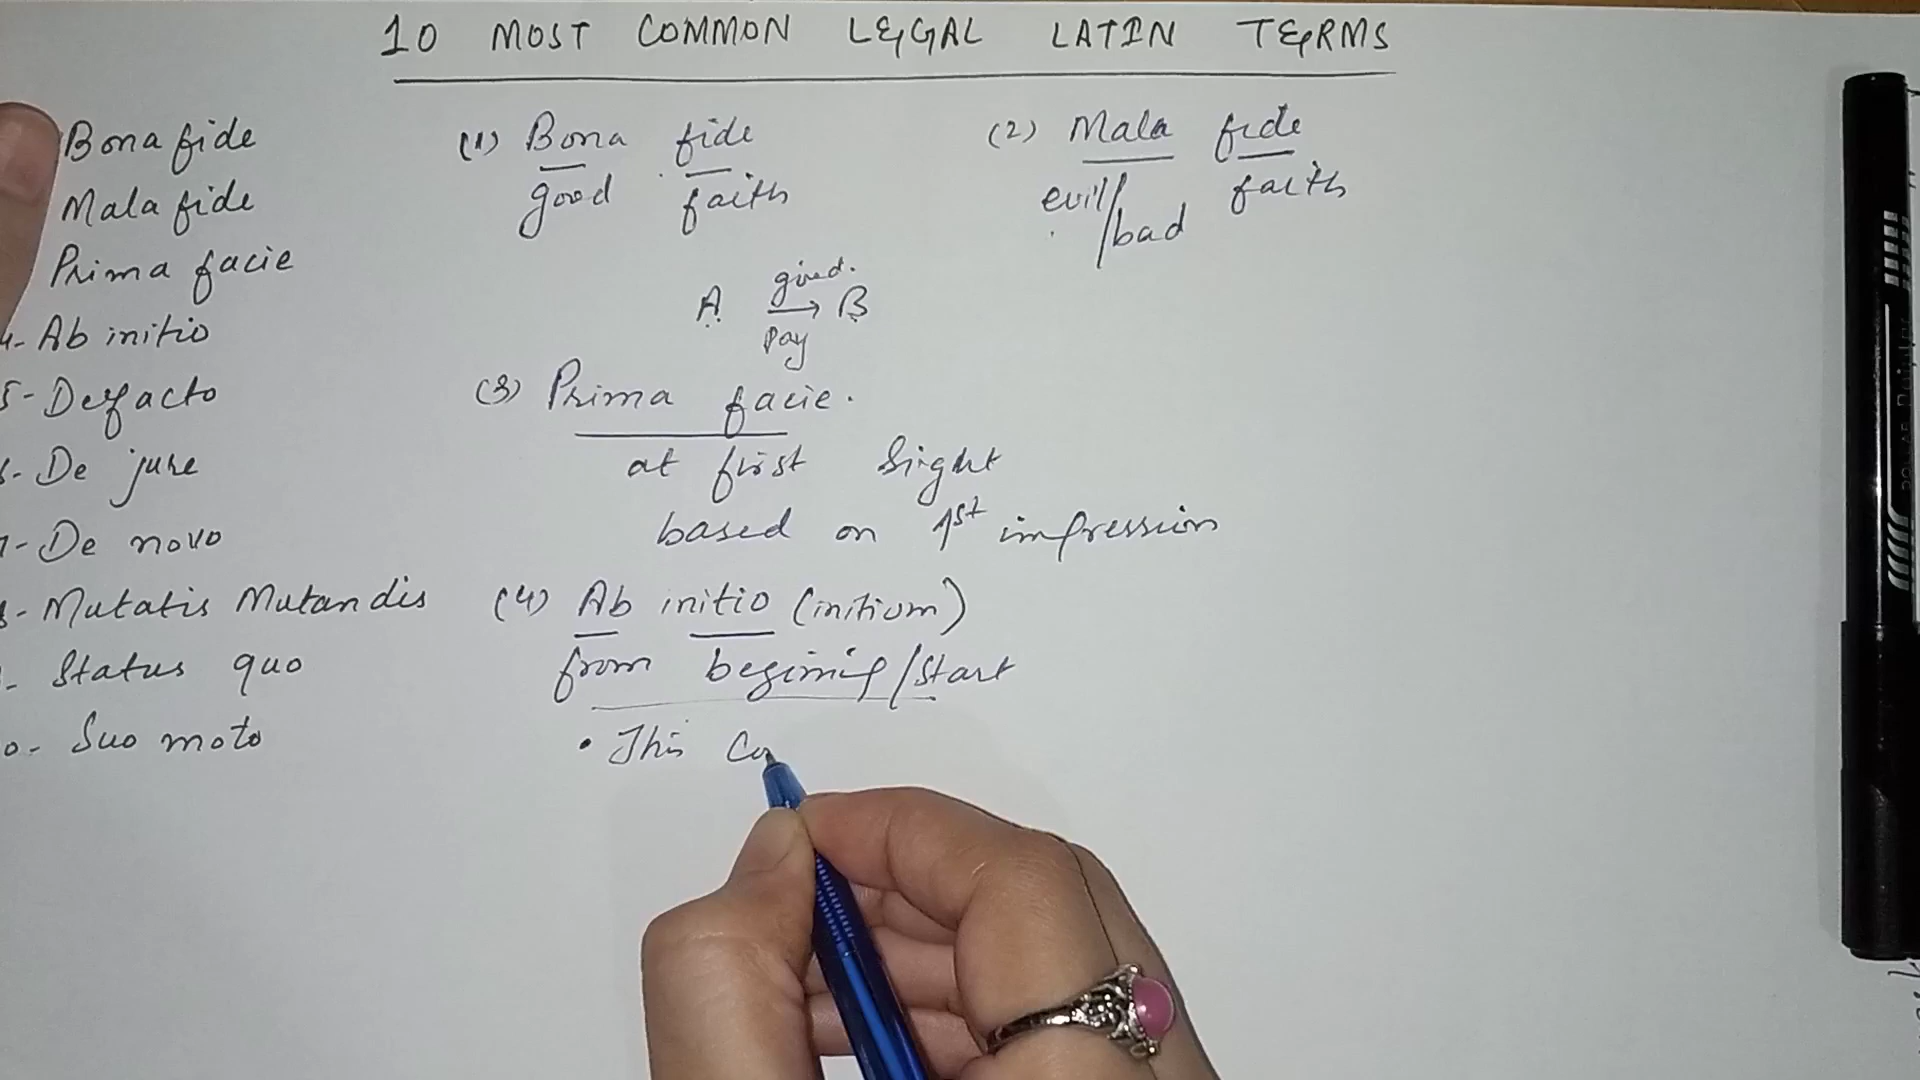 10 MOST COMMON LEGAL LATIN TERMS
Bona fide
Mala fide
Prima facie
4- Ab initio
5- Defacto
6- De jure
7- De novo
8- Mutatis Mutandis
- Status quo
0- Suo moto
(1) Bona fide
good faith
(2) Mala fide
evil/
/bad faith
A → B
Pay
(3) Prima facie.
at first Sight
based on 1st impression
(4) Ab initio (initium)
from begining/Start
• This Co